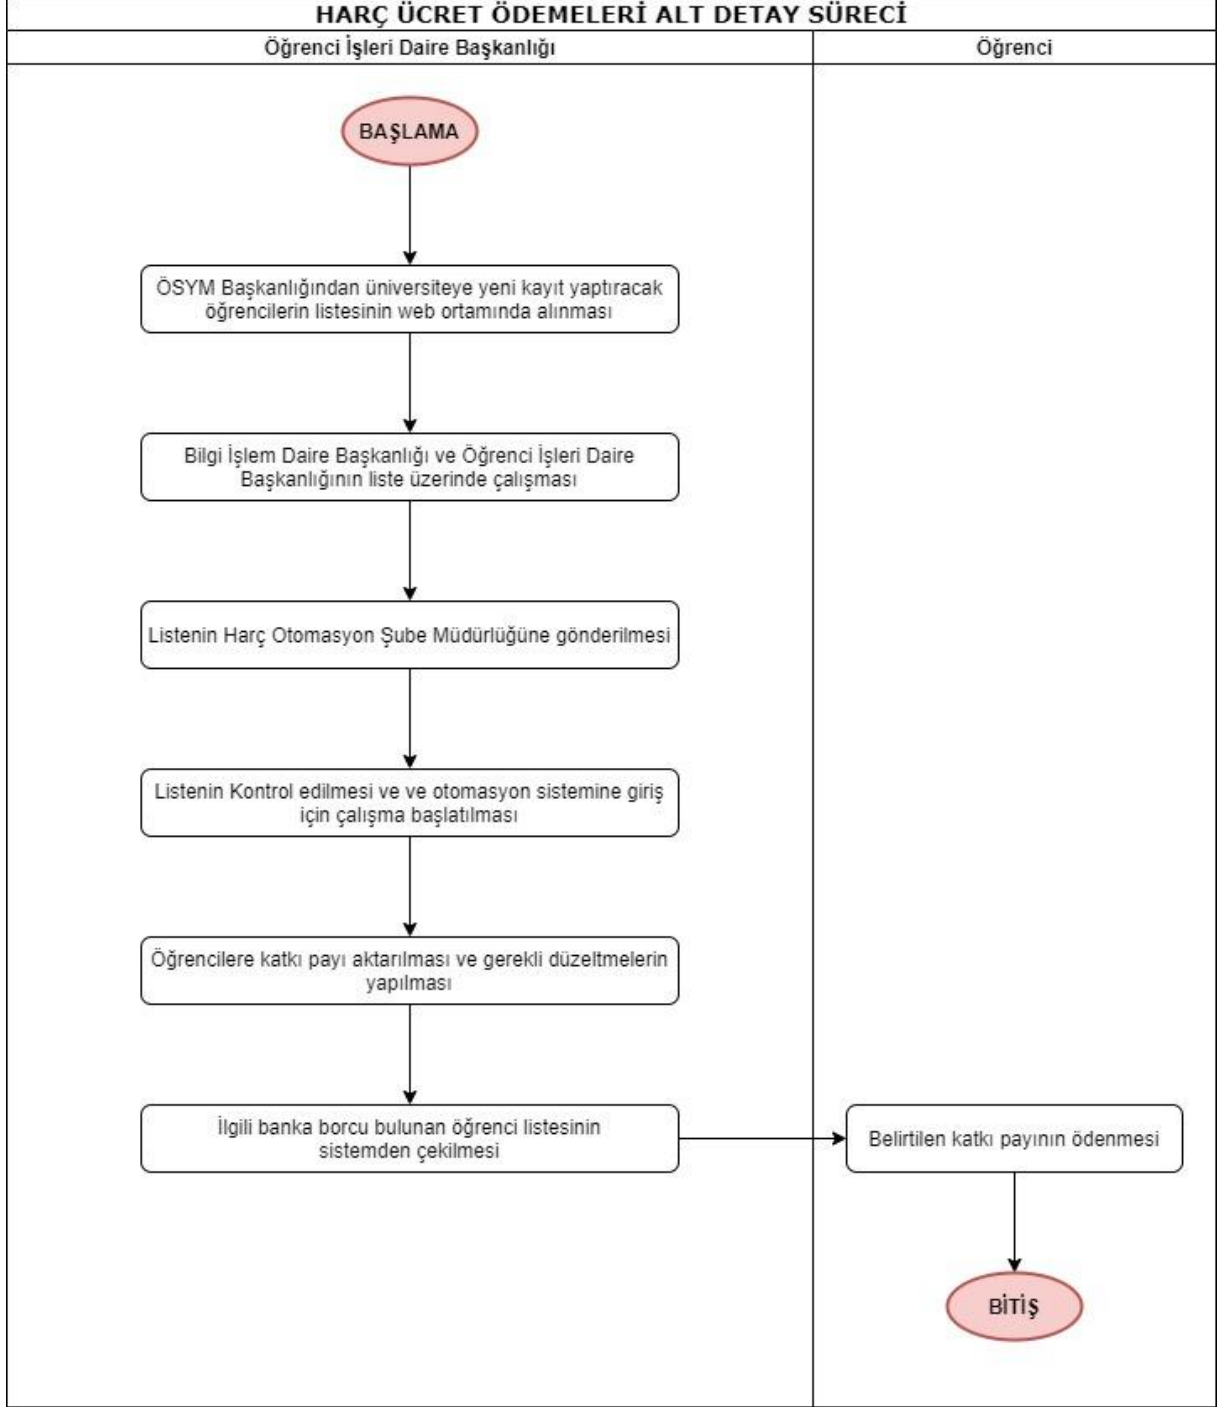 HARÇ ÜCRET ÖDEMELERİ ALT DETAY SÜRECİ
Öğrenci İşleri Daire Başkanlığı
Öğrenci
BAŞLAMA
ÖSYM Başkanlığından üniversiteye yeni kayıt yaptıracak
öğrencilerin listesinin web ortamında alınması
Bilgi İşlem Daire Başkanlığı ve Öğrenci İşleri Daire
Başkanlığının liste üzerinde çalışması
Listenin Harç Otomasyon Şube Müdürlüğüne gönderilmesi
Listenin Kontrol edilmesi ve ve otomasyon sistemine giriş
için çalışma başlatılması
Öğrencilere katkı payı aktarılması ve gerekli düzeltmelerin
yapılması
İlgili banka borcu bulunan öğrenci listesinin
sistemden çekilmesi
Belirtilen katkı payının ödenmesi
BİTİŞ